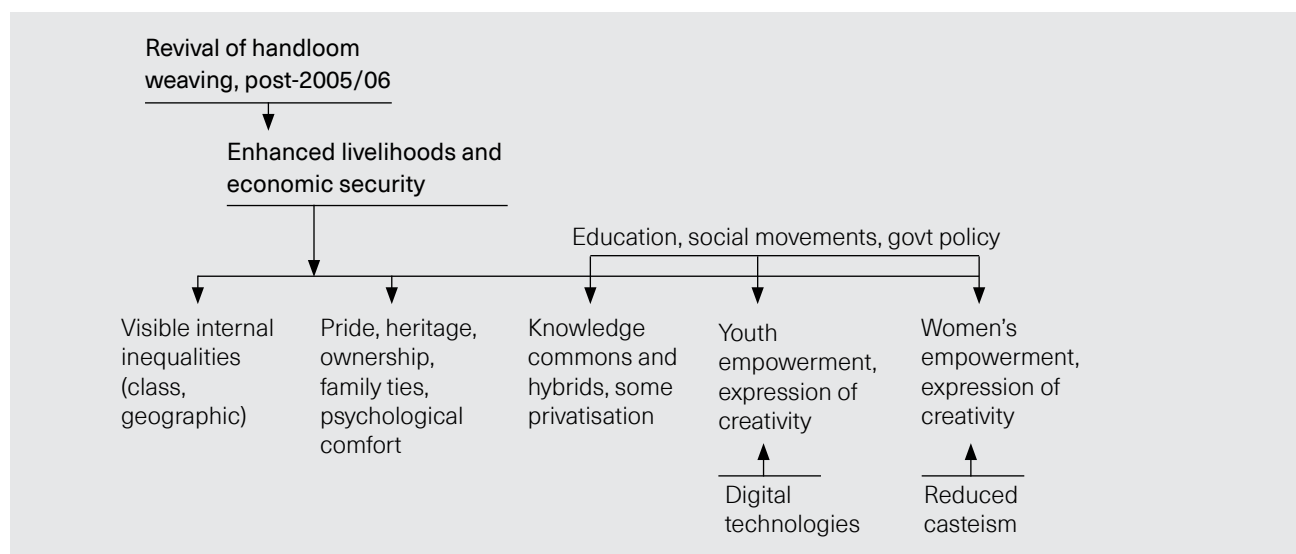 Revival of handloom
weaving, post-2005/06
Enhanced livelihoods and
economic security
Education, social movements, govt policy
Visible internal
inequalities
(class,
geographic)
Pride, heritage,
ownership,
family ties,
psychological
comfort
Knowledge
commons and
hybrids, some
privatisation
Youth
empowerment,
expression of
creativity
Women’s
empowerment,
expression of
creativity
Digital
technologies
Reduced
casteism